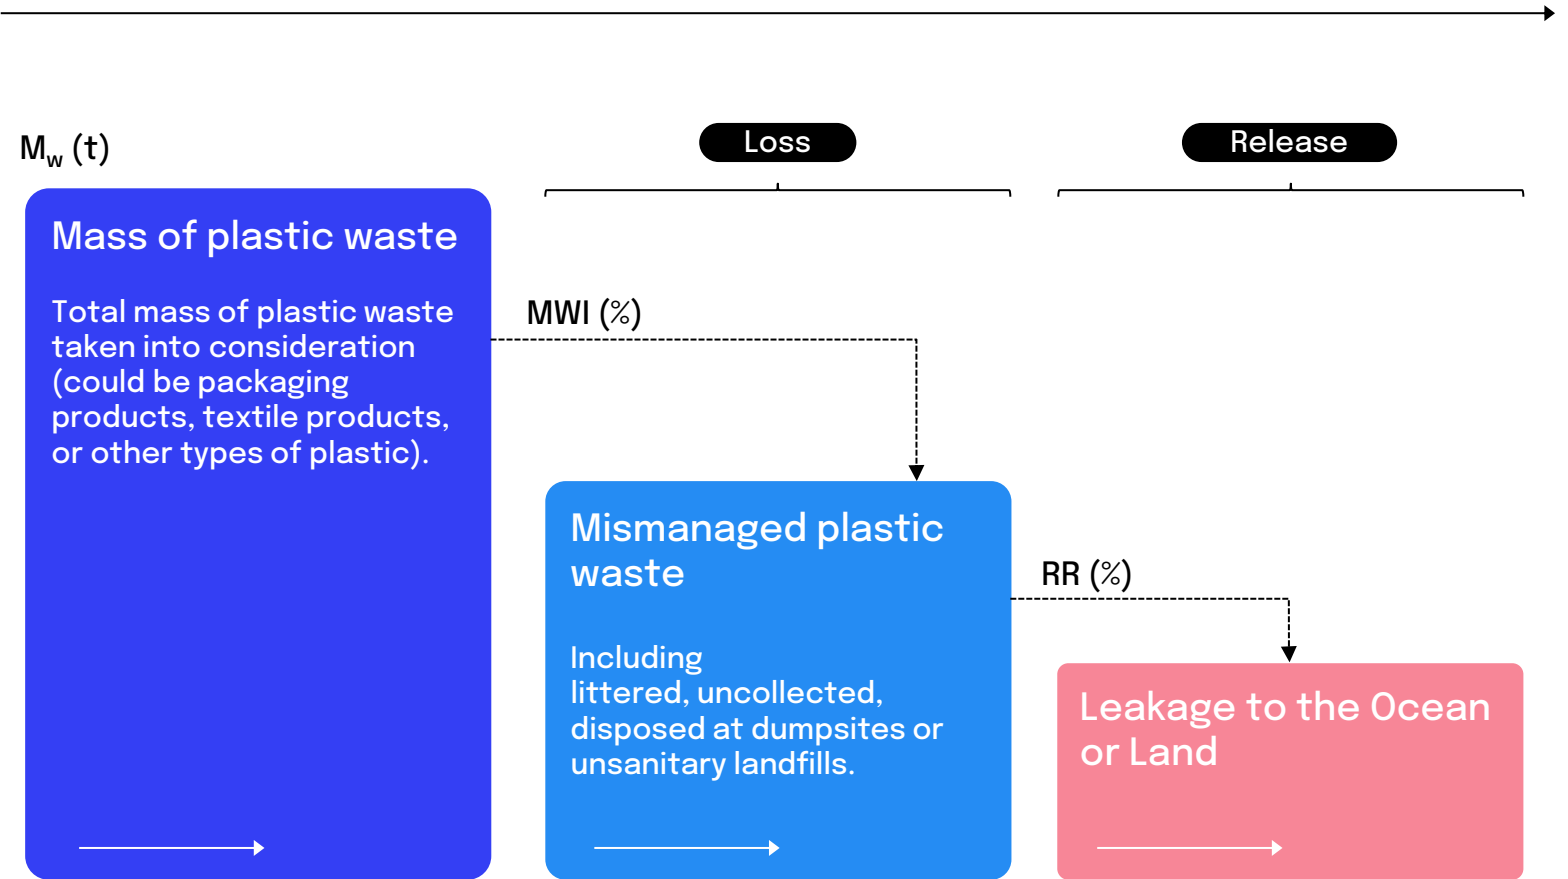 M_w (t)
Loss
Release
Mass of plastic waste
Total mass of plastic waste
taken into consideration
(could be packaging
products, textile products,
or other types of plastic).
MWI (%)
Mismanaged plastic
waste
Including
littered, uncollected,
disposed at dumpsites or
unsanitary landfills.
RR (%)
Leakage to the Ocean
or Land